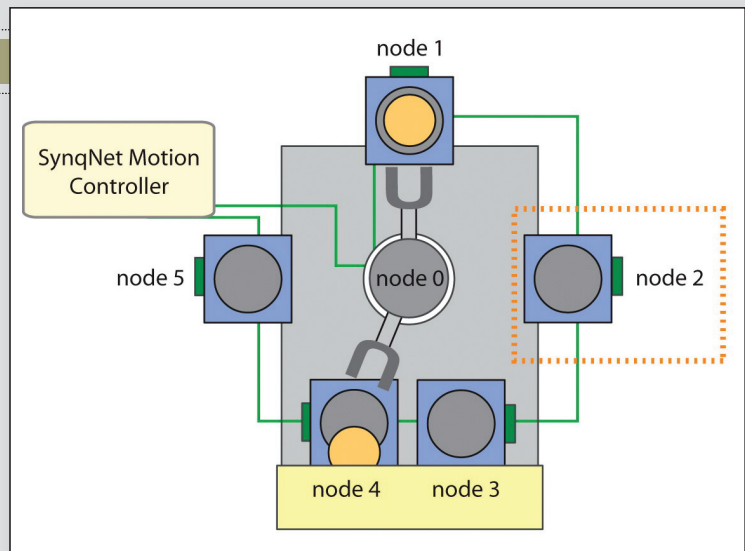 node 1
SynqNet Motion
Controller
node 5
node 0
node 2
node 4
node 3